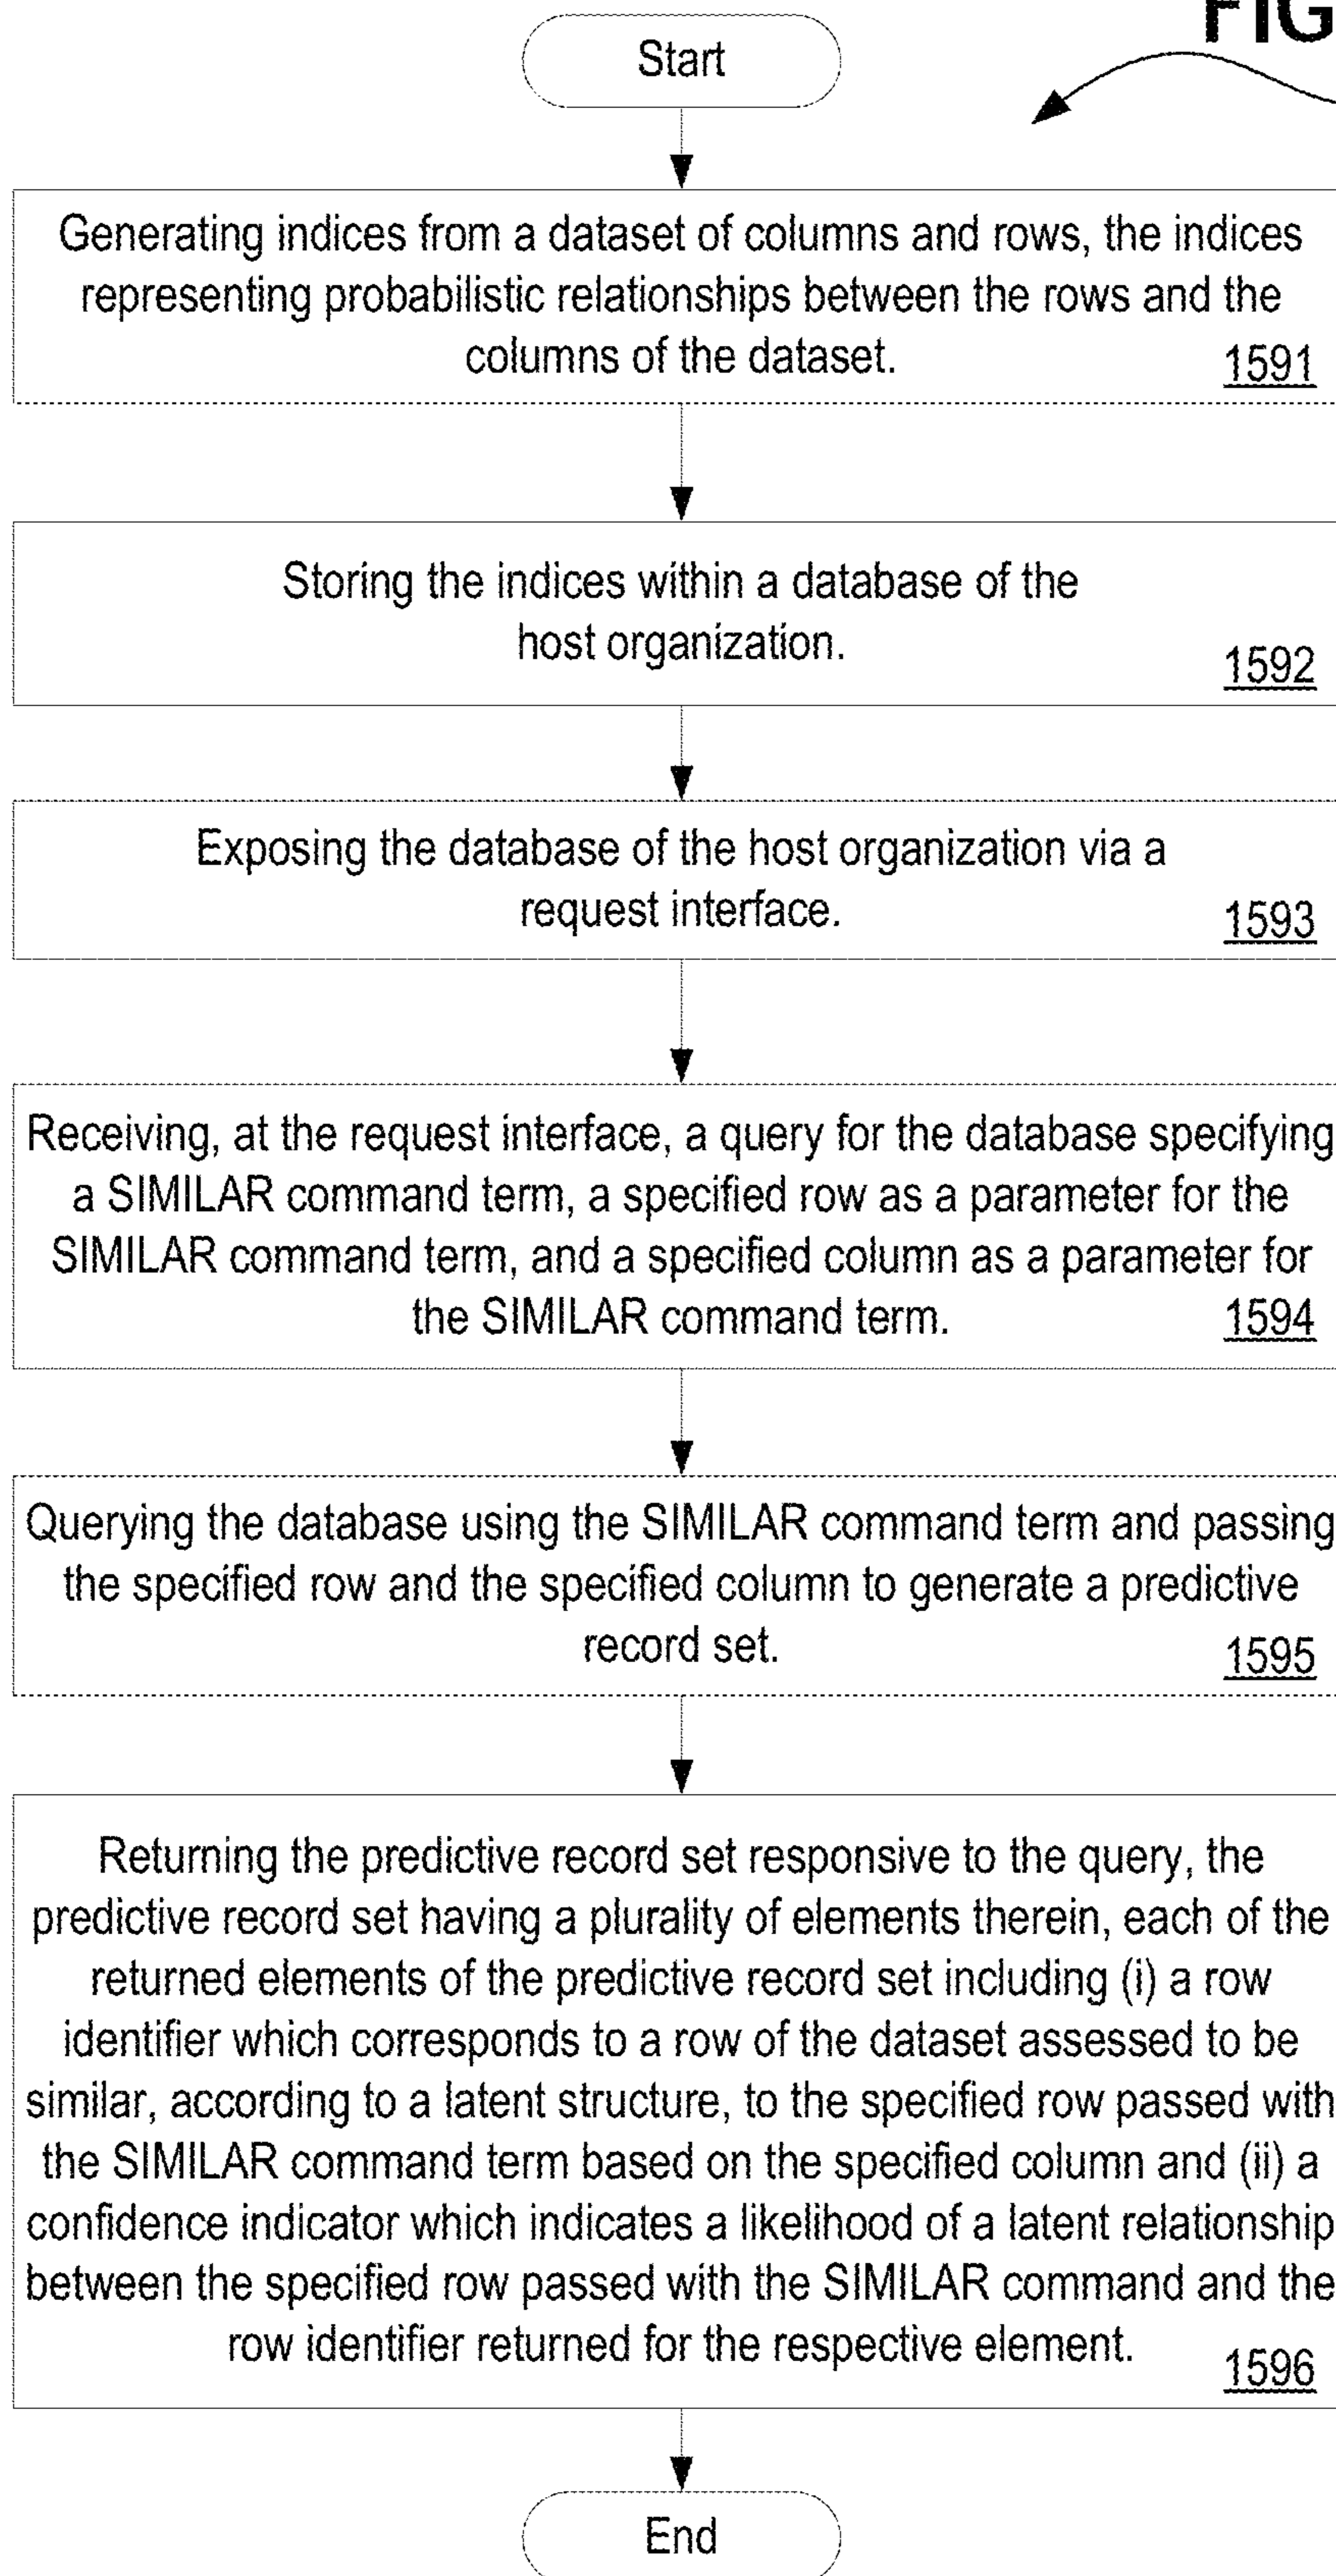 FIG
Start
Generating indices from a dataset of columns and rows, the indices
representing probabilistic relationships between the rows and the
columns of the dataset.
1591
Storing the indices within a database of the
host organization.
1592
Exposing the database of the host organization via a
request interface.
1593
Receiving, at the request interface, a query for the database specifying
a SIMILAR command term, a specified row as a parameter for the
SIMILAR command term, and a specified column as a parameter for
the SIMILAR command term.
1594
Querying the database using the SIMILAR command term and passing
the specified row and the specified column to generate a predictive
record set.
1595
Returning the predictive record set responsive to the query, the
predictive record set having a plurality of elements therein, each of the
returned elements of the predictive record set including (i) a row
identifier which corresponds to a row of the dataset assessed to be
similar, according to a latent structure, to the specified row passed with
the SIMILAR command term based on the specified column and (ii) a
confidence indicator which indicates a likelihood of a latent relationship
between the specified row passed with the SIMILAR command and the
row identifier returned for the respective element.
1596
End